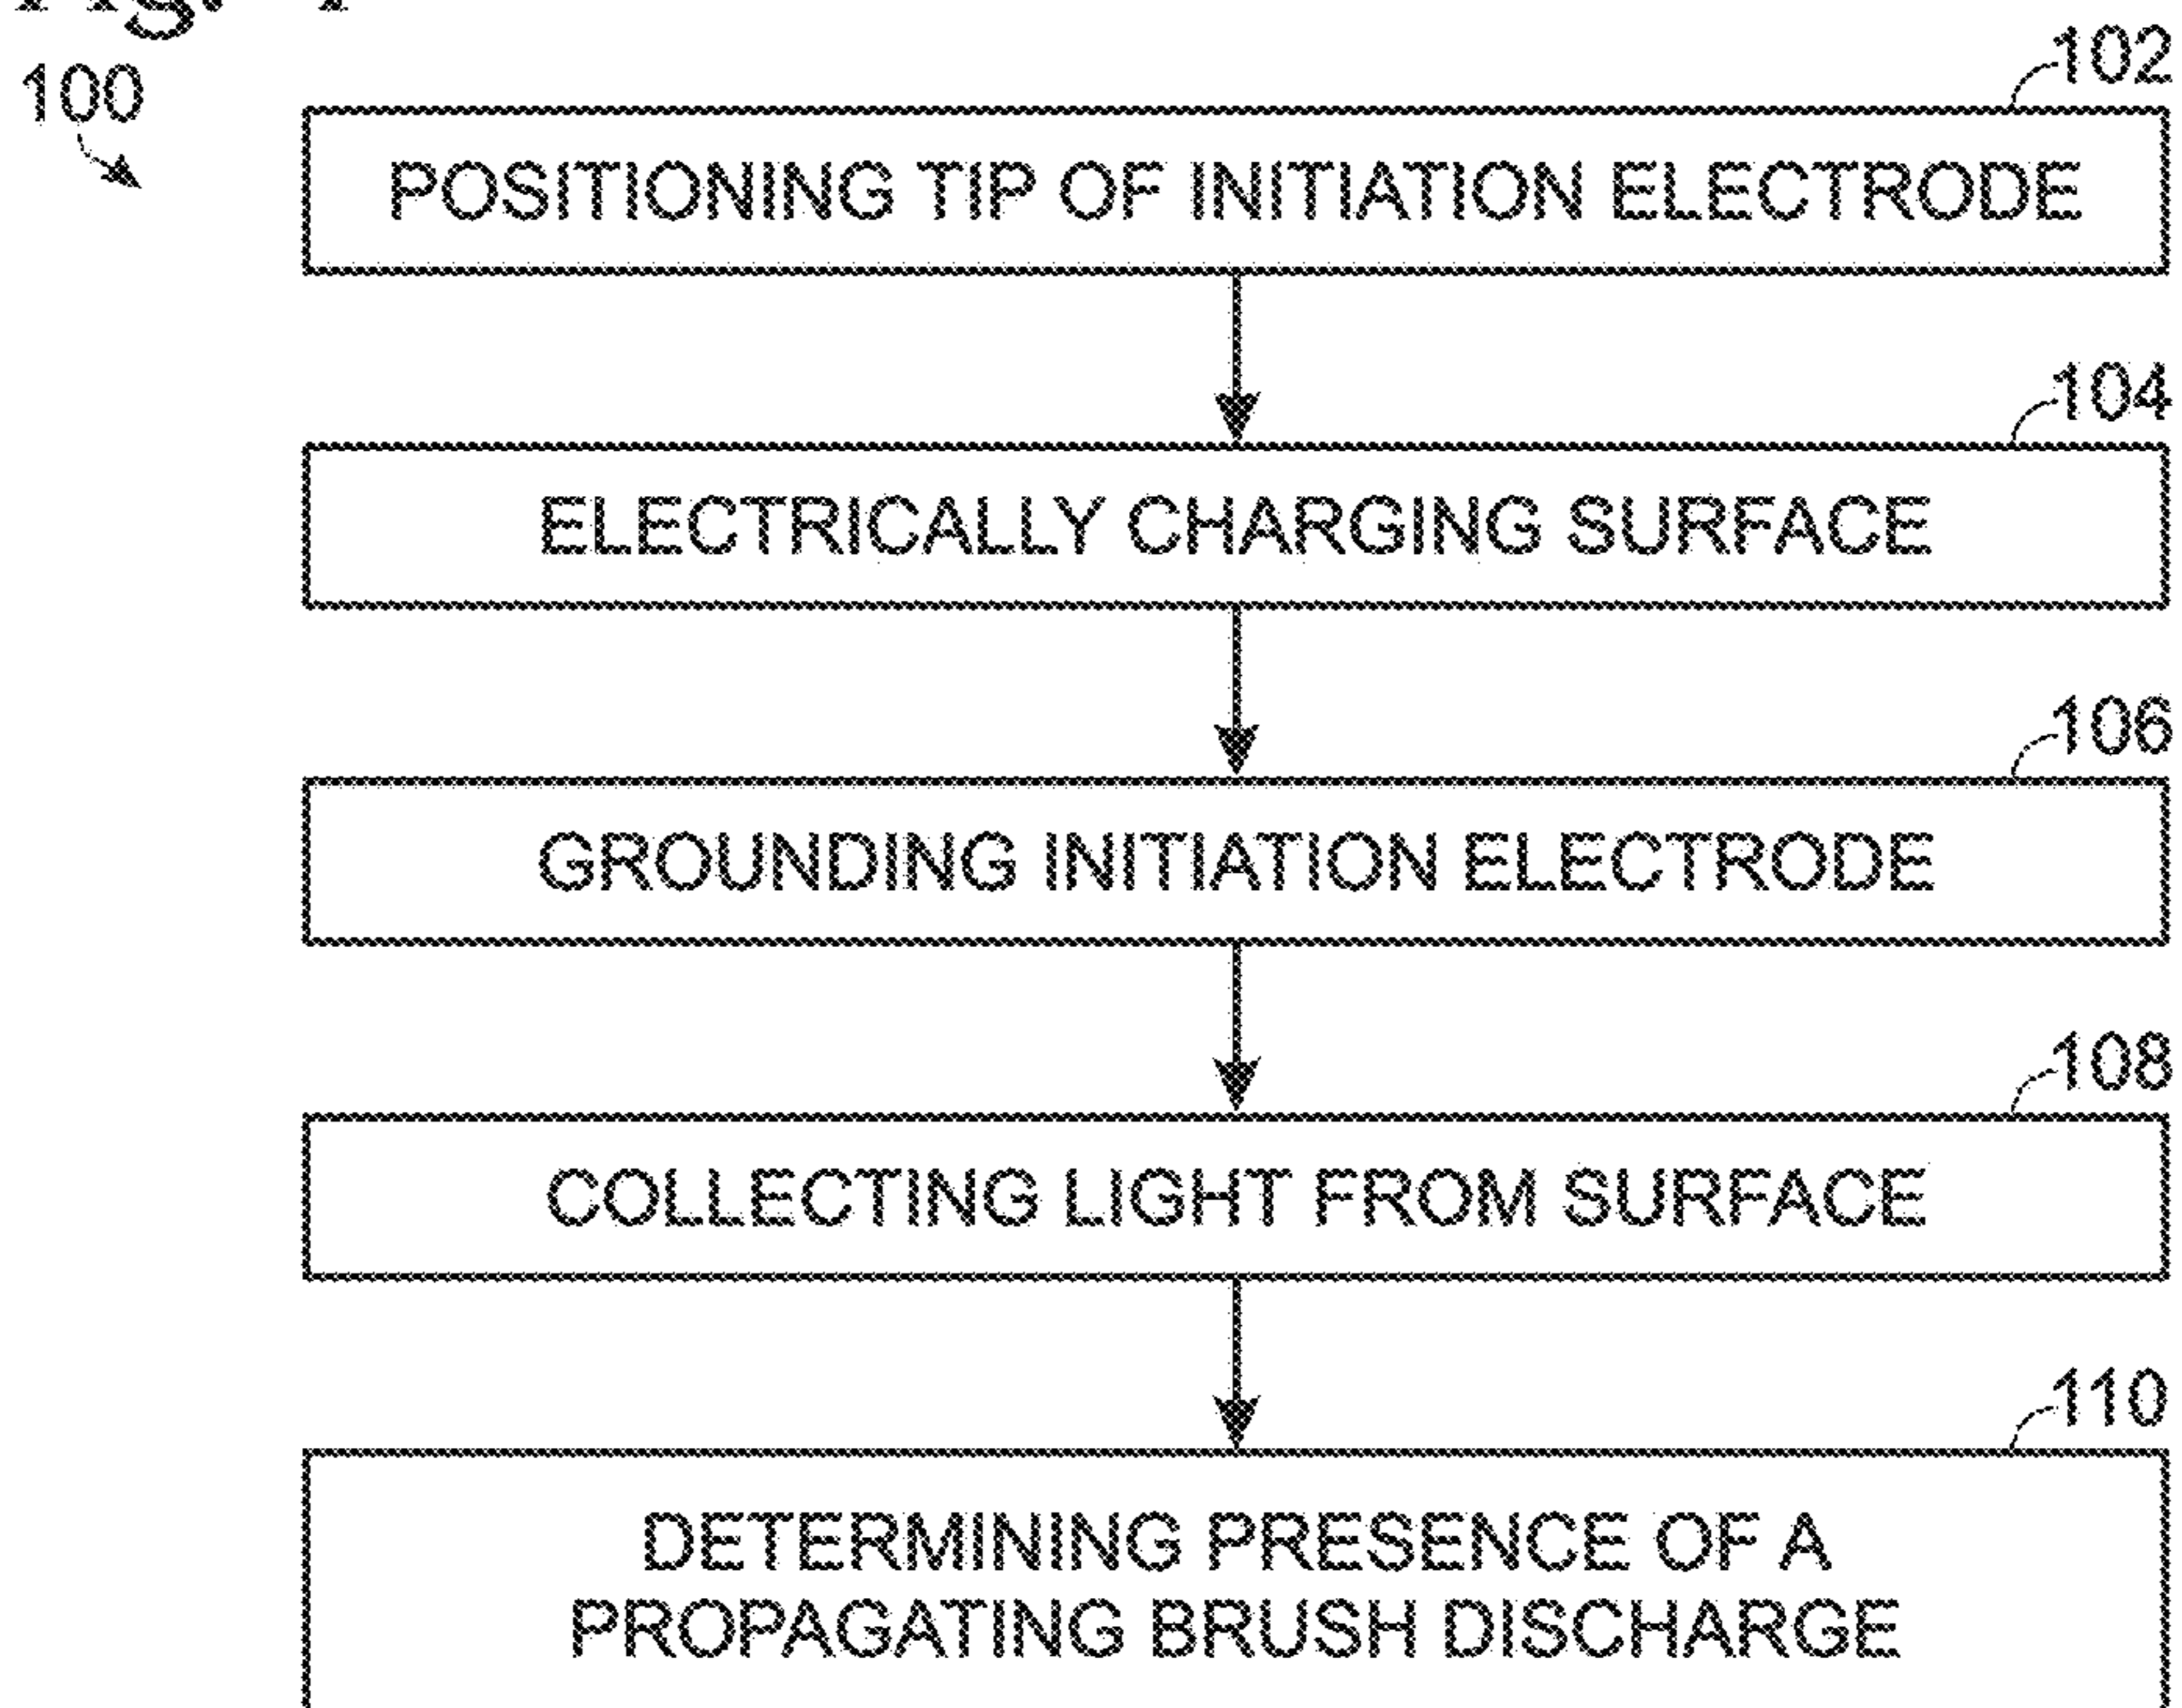 100
102
POSITIONING TIP OF INITIATION ELECTRODE
104
ELECTRICALLY CHARGING SURFACE
106
GROUNDING INITIATION ELECTRODE
108
COLLECTING LIGHT FROM SURFACE
110
DETERMINING PRESENCE OF A
PROPAGATING BRUSH DISCHARGE